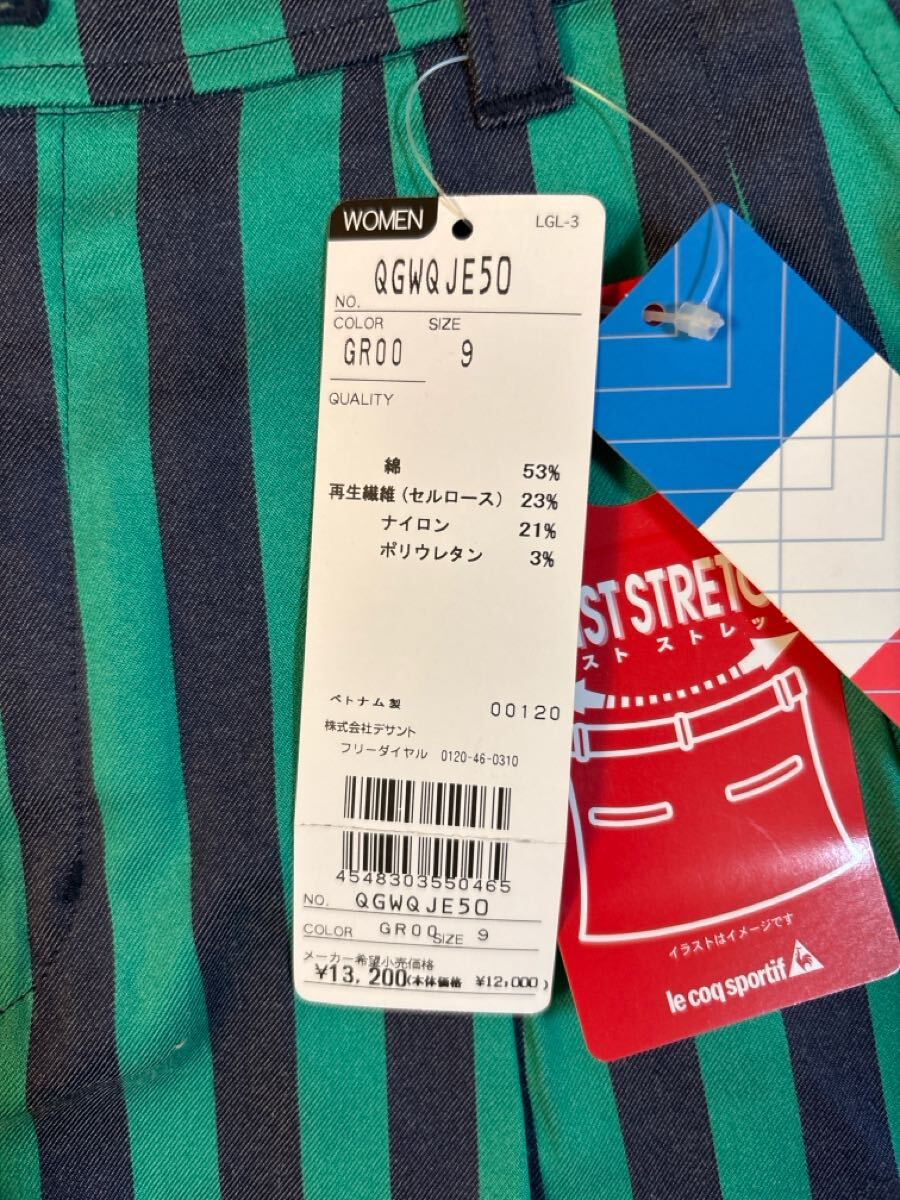 WOMEN
LGL-3
NO. QGWQJE50
COLOR SIZE
GR00 9
QUALITY
綿 53%
再生繊維(セルロース) 23%
ナイロン 21%
ポリウレタン 3%
ベトナム製 00120
株式会社デサント
フリーダイヤル 0120-46-0310
4548303550465
NO. QGWQJE50
COLOR GR00 SIZE 9
メーカー希望小売価格
¥13,200(本体価格 ¥12,000)
STRETC
スト ストレッ
イラストはイメージです
le coq sportif